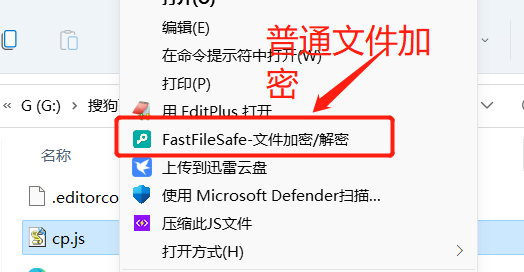 打开(O)
编辑(E)
在命令提示符中打开(W)
打印(P)
普通文件加
密
用 EditPlus 打开
G (G:)
搜狗
FastFileSafe-文件加密/解密
名称
上传到迅雷云盘
.editorco
使用 Microsoft Defender扫描...
cp.js
压缩此JS文件
打开方式(H)